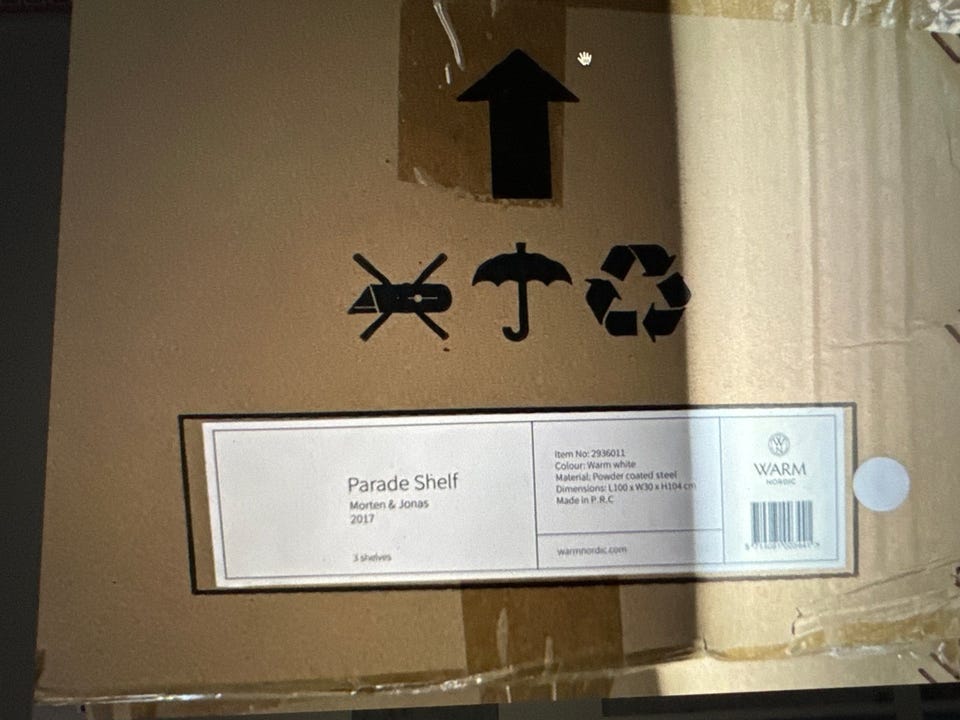 Parade Shelf
Morten & Jonas
2017
3 shelves
Item No: 2936011
Colour: Warm white
Material: Powder coated steel
Dimensions: L100 x W30 x H104 cm
Made in P.R.C
warmnordic.com
WARM
NORDIC